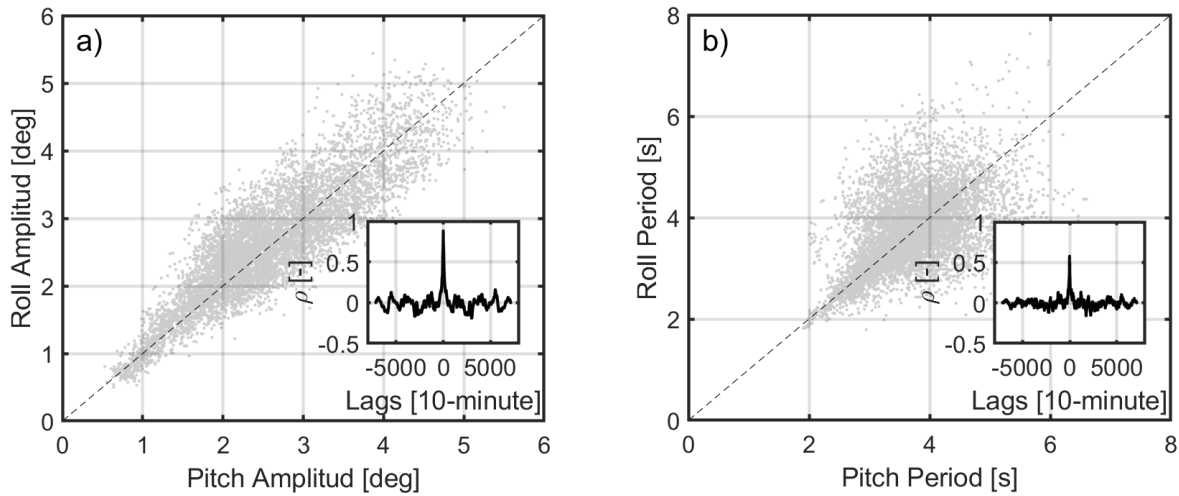 a)
Roll Amplitud [deg]
6
5
4
3
2
1
0
0 1 2 3 4 5 6
Pitch Amplitud [deg]
ρ [-]
1
0.5
0
-0.5
-5000 0 5000
Lags [10-minute]
b)
Roll Period [s]
8
6
4
2
0
0 2 4 6 8
Pitch Period [s]
ρ [-]
1
0.5
0
-0.5
-5000 0 5000
Lags [10-minute]